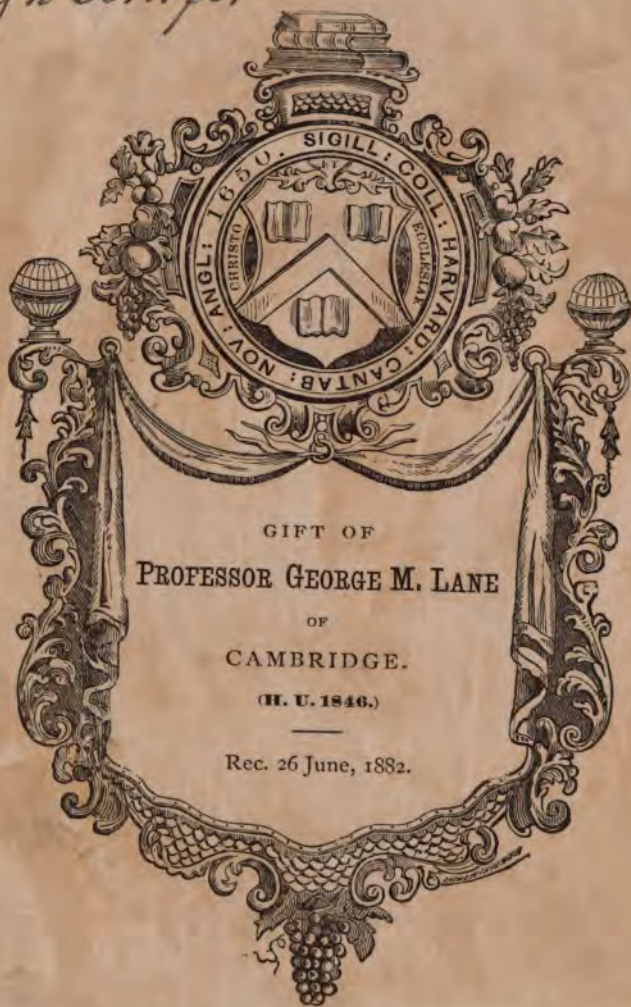 SIGILL: COLL: HARVARD: CANTAB: NOV: ANGL: 1650.
ET
CHRISTO
ECCLESIAE
GIFT OF
PROFESSOR GEORGE M. LANE
OF
CAMBRIDGE.
(H. U. 1846.)
Rec. 26 June, 1882.